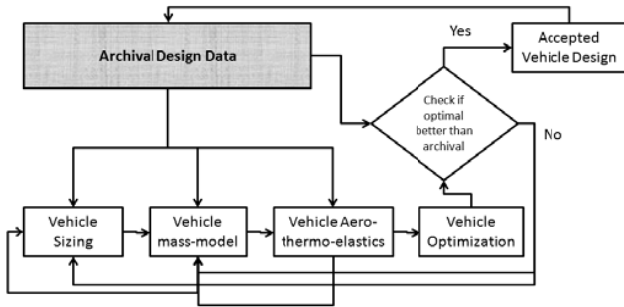 Archival Design Data
Yes
Accepted
Vehicle Design
Check if
optimal
better than
archival
No
Vehicle
Sizing
Vehicle
mass-model
Vehicle Aero-
thermo-elastics
Vehicle
Optimization